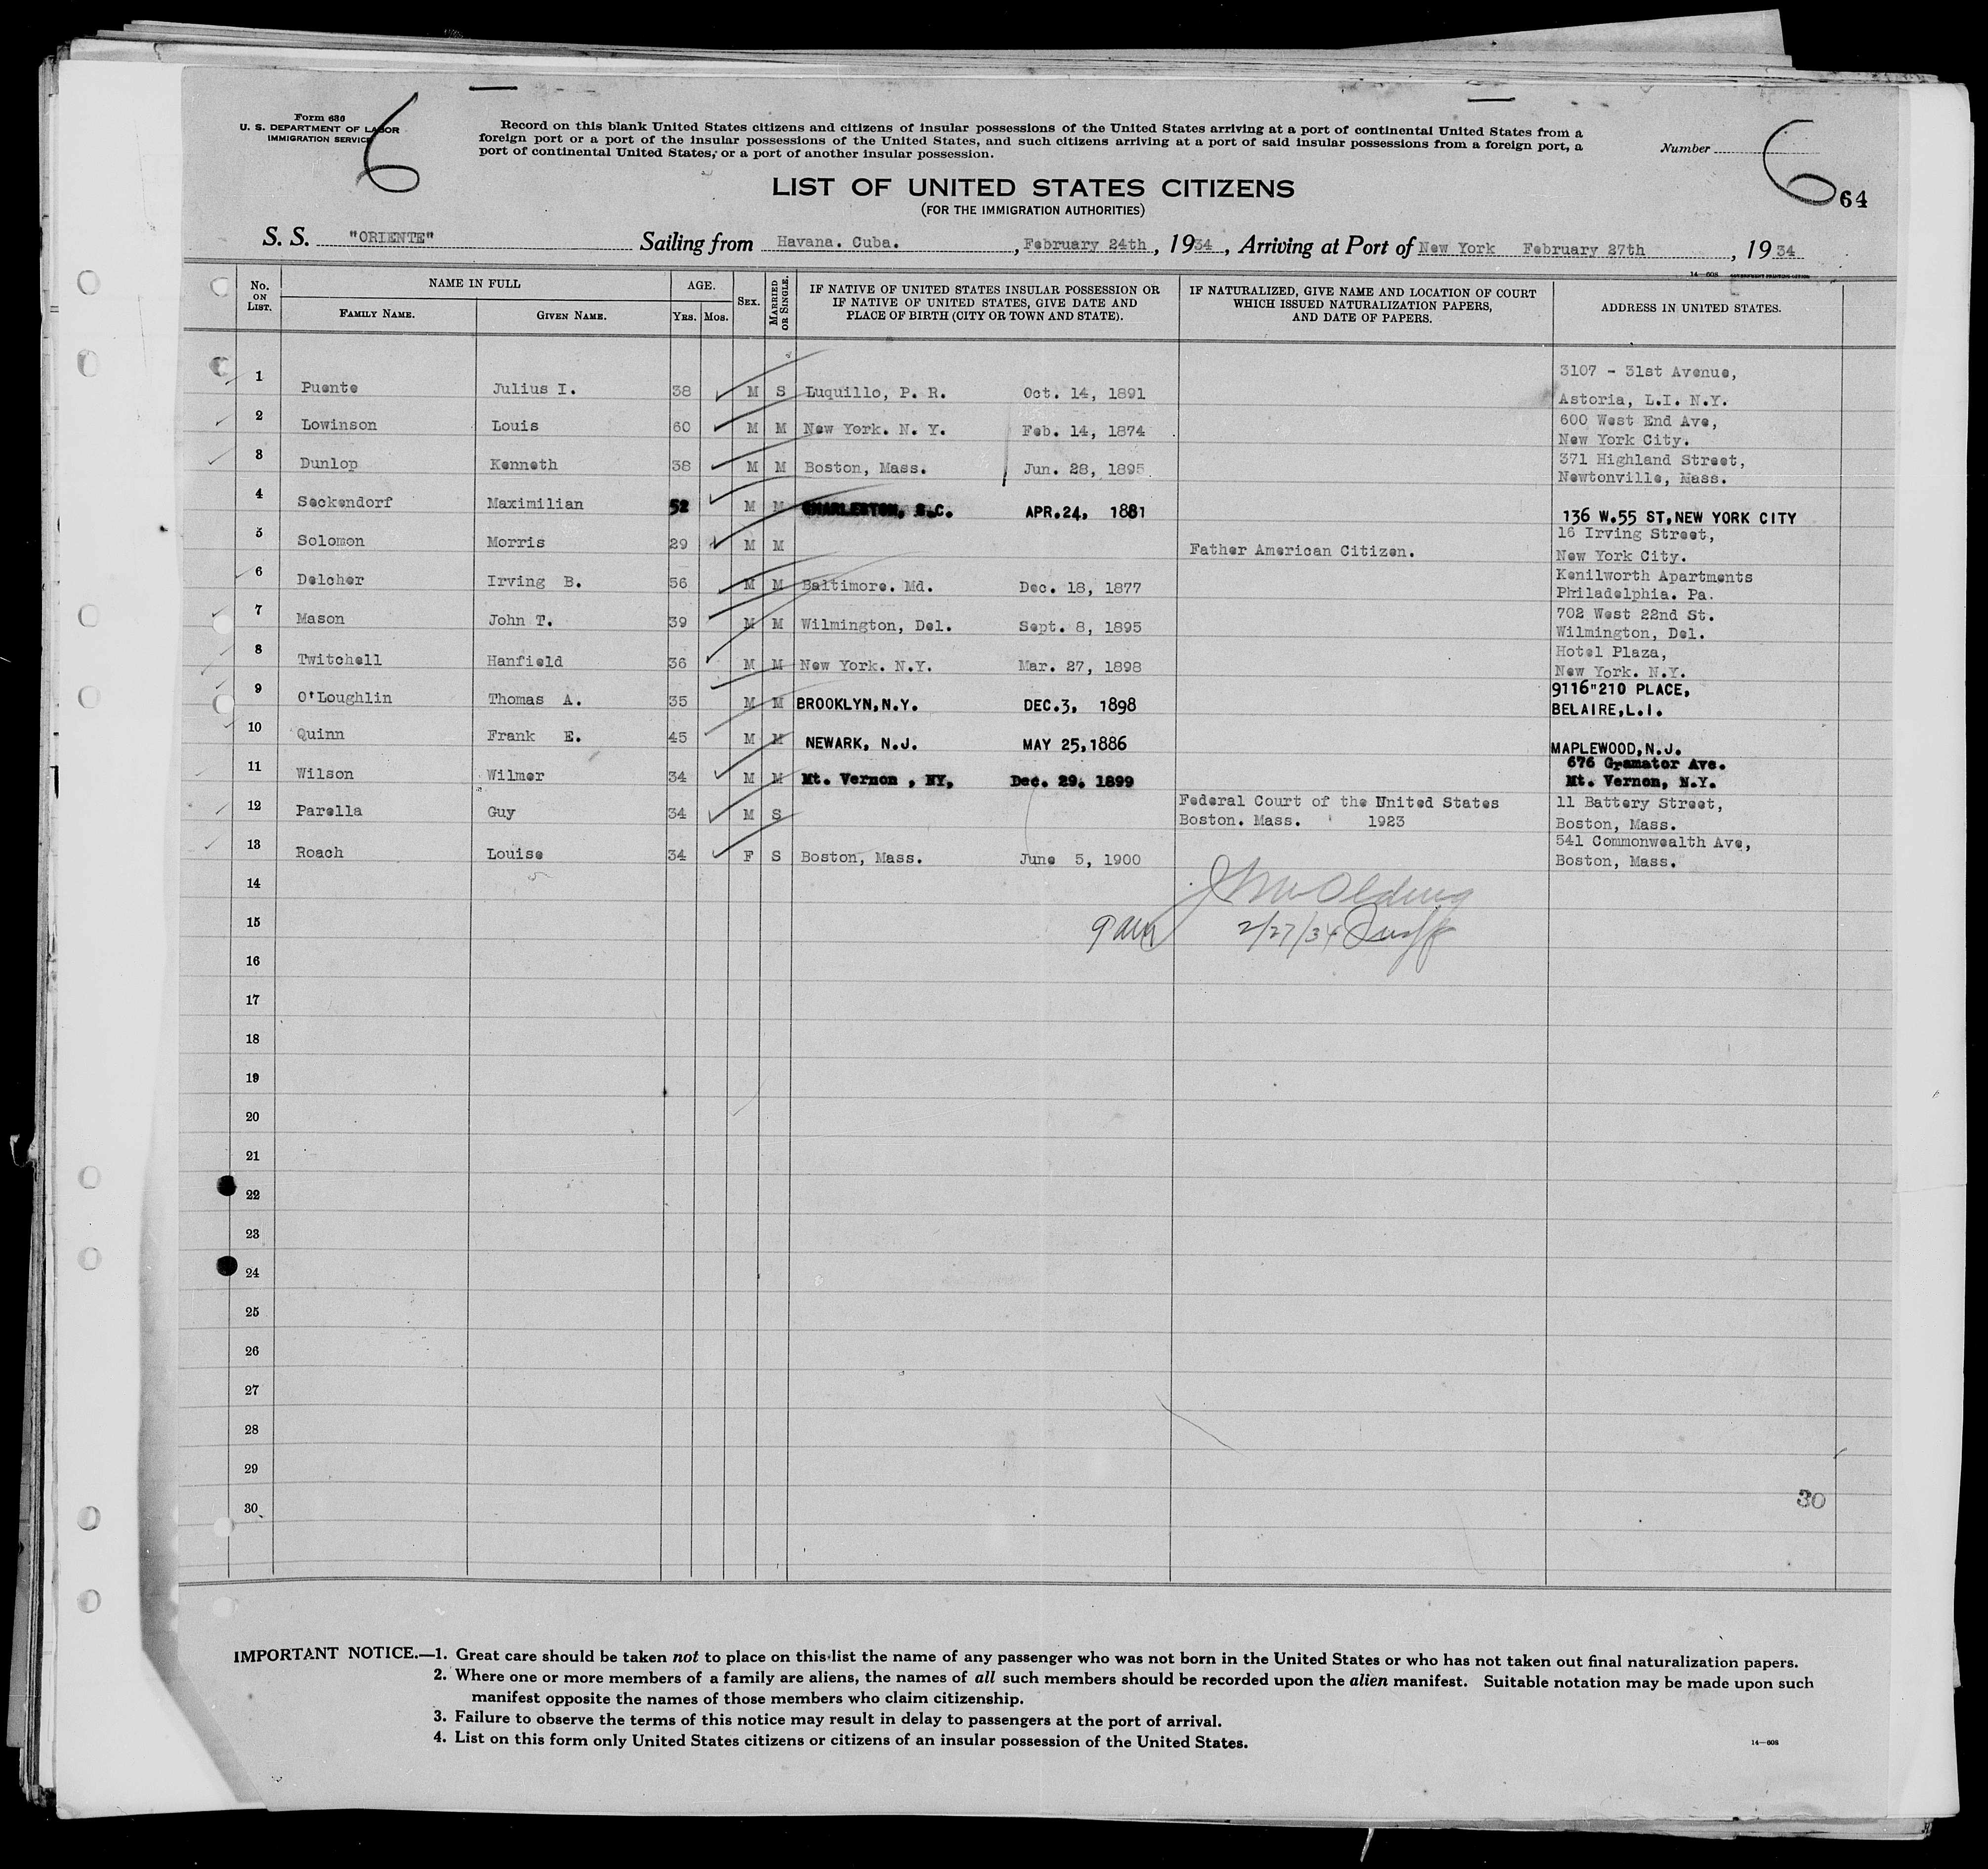 Form 630
U. S. DEPARTMENT OF LABOR
IMMIGRATION SERVICE
6
Record on this blank United States citizens and citizens of insular possessions of the United States arriving at a port of continental United States from a
foreign port or a port of the insular possessions of the United States, and such citizens arriving at a port of said insular possessions from a foreign port, a
port of continental United States, or a port of another insular possession.
Number
6
64
LIST OF UNITED STATES CITIZENS
(FOR THE IMMIGRATION AUTHORITIES)
S. S. "ORIENTE" Sailing from Havana. Cuba. , February 24th , 1934 , Arriving at Port of New York February 27th , 1934
14-608 GOVERNMENT PRINTING OFFICE
No. ON LIST. NAME IN FULL FAMILY NAME. GIVEN NAME. AGE. YRS. MOS. SEX. MARRIED OR SINGLE. IF NATIVE OF UNITED STATES INSULAR POSSESSION OR IF NATIVE OF UNITED STATES, GIVE DATE AND PLACE OF BIRTH (CITY OR TOWN AND STATE). IF NATURALIZED, GIVE NAME AND LOCATION OF COURT WHICH ISSUED NATURALIZATION PAPERS, AND DATE OF PAPERS. ADDRESS IN UNITED STATES.
1 Puente Julius I. 38 M S Luquillo, P. R. Oct. 14, 1891 3107 - 31st Avenue, Astoria, L.I. N.Y.
2 Lowinson Louis 60 M M New York. N. Y. Feb. 14, 1874 600 West End Ave, New York City.
3 Dunlop Kenneth 38 M M Boston, Mass. Jun. 28, 1895 371 Highland Street, Newtonville, Mass.
4 Seckendorf Maximilian 52 M M CHARLESTON, S.C. APR.24, 1881 136 W.55 ST,NEW YORK CITY
5 Solomon Morris 29 M M Father American Citizen. 16 Irving Street, New York City.
6 Delcher Irving B. 56 M M Baltimore. Md. Dec. 18, 1877 Kenilworth Apartments Philadelphia. Pa.
7 Mason John T. 39 M M Wilmington, Del. Sept. 8, 1895 702 West 22nd St. Wilmington, Del.
8 Twitchell Hanfield 36 M M New York. N.Y. Mar. 27, 1898 Hotel Plaza, New York. N.Y.
9 O'Loughlin Thomas A. 35 M M BROOKLYN,N.Y. DEC.3, 1898 9116"210 PLACE, BELAIRE,L.I.
10 Quinn Frank E. 45 M M NEWARK, N.J. MAY 25,1886 MAPLEWOOD,N.J.
11 Wilson Wilmer 34 M M Mt. Vernon , NY, Dec. 29, 1899 676 Gramator Ave. Mt. Vernon, N.Y.
12 Parella Guy 34 M S Federal Court of the United States Boston. Mass. 1923 11 Battery Street, Boston, Mass.
13 Roach Louise 34 F S Boston, Mass. June 5, 1900 541 Commonwealth Ave, Boston, Mass.
14
15 9 am 2/27/34
16
17
18
19
20
21
22
23
24
25
26
27
28
29
30 30
IMPORTANT NOTICE.—1. Great care should be taken not to place on this list the name of any passenger who was not born in the United States or who has not taken out final naturalization papers.
2. Where one or more members of a family are aliens, the names of all such members should be recorded upon the alien manifest. Suitable notation may be made upon such
manifest opposite the names of those members who claim citizenship.
3. Failure to observe the terms of this notice may result in delay to passengers at the port of arrival.
4. List on this form only United States citizens or citizens of an insular possession of the United States.
14—608